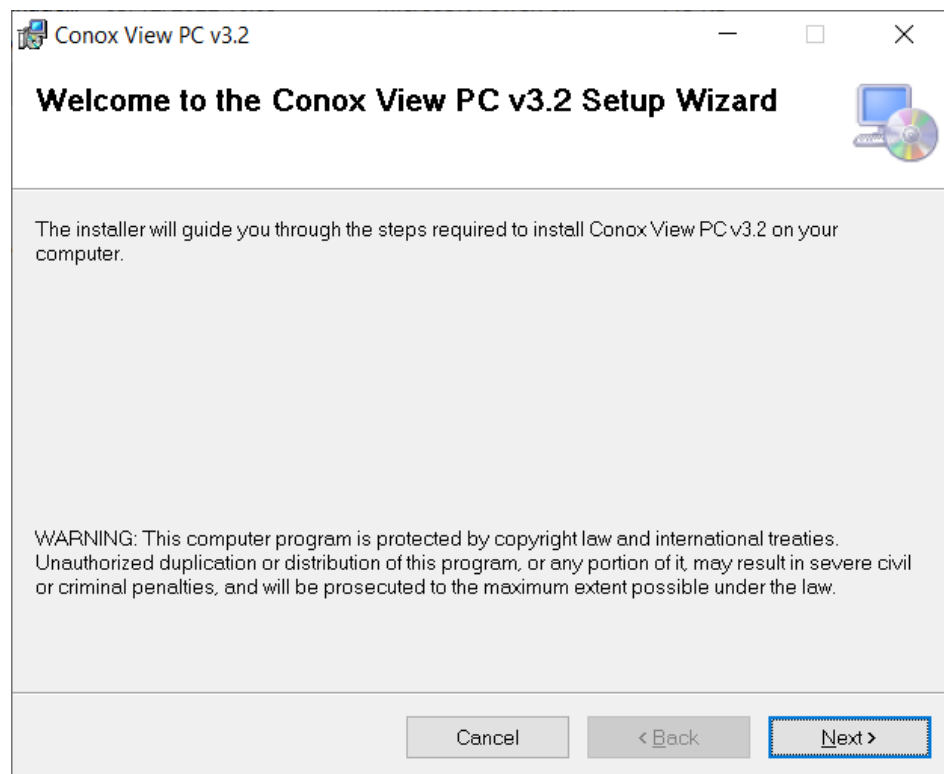 Conox View PC v3.2
Welcome to the Conox View PC v3.2 Setup Wizard
The installer will guide you through the steps required to install Conox View PC v3.2 on your
computer.
WARNING: This computer program is protected by copyright law and international treaties.
Unauthorized duplication or distribution of this program, or any portion of it, may result in severe civil
or criminal penalties, and will be prosecuted to the maximum extent possible under the law.
Cancel
< Back
Next >